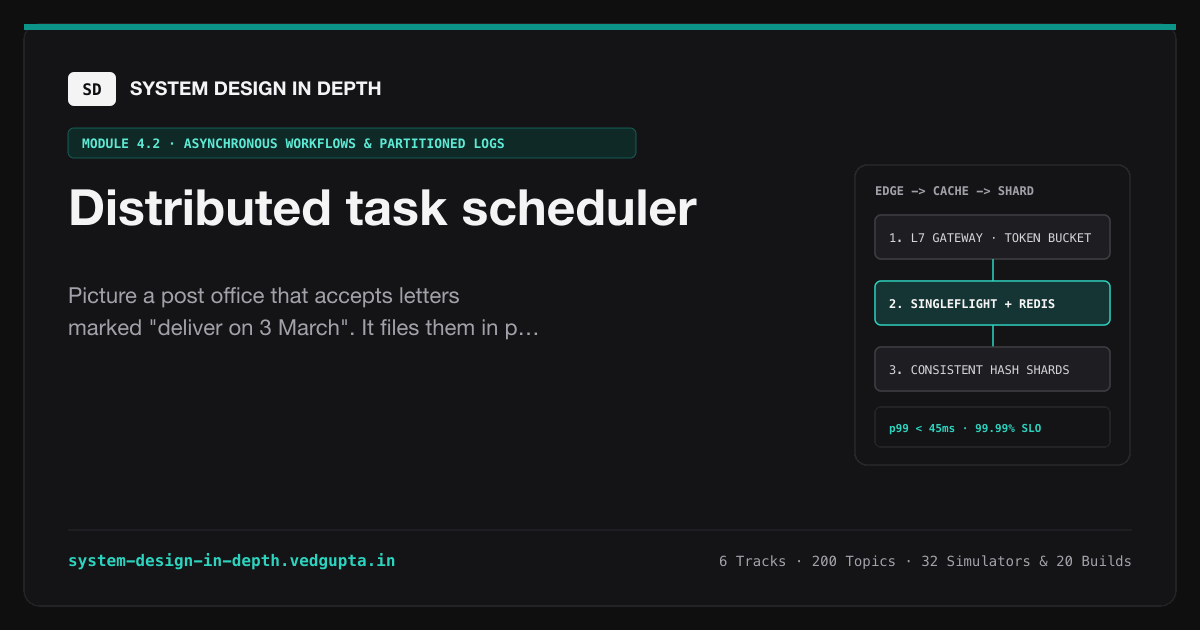 SD SYSTEM DESIGN IN DEPTH
MODULE 4.2 · ASYNCHRONOUS WORKFLOWS & PARTITIONED LOGS
Distributed task scheduler
Picture a post office that accepts letters
marked "deliver on 3 March". It files them in p…
EDGE —> CACHE —> SHARD
1. L7 GATEWAY · TOKEN BUCKET
2. SINGLEFLIGHT + REDIS
3. CONSISTENT HASH SHARDS
p99 < 45ms · 99.99% SLO
system-design-in-depth.vedgupta.in
6 Tracks · 200 Topics · 32 Simulators & 20 Builds